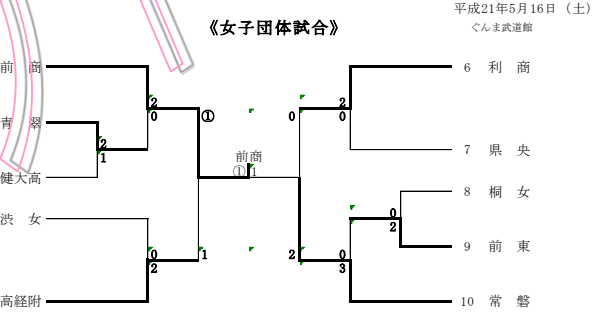 平成21年5月16日（土）
《女子団体試合》
ぐんま武道館
前 商
6 利 商
2
0
①
0
2
0
青 翠
2
1
7 県 央
前商
① 1
健大高
8 桐 女
渋 女
0
2
9 前 東
0
2
1
2
0
3
高経附
10 常 磐